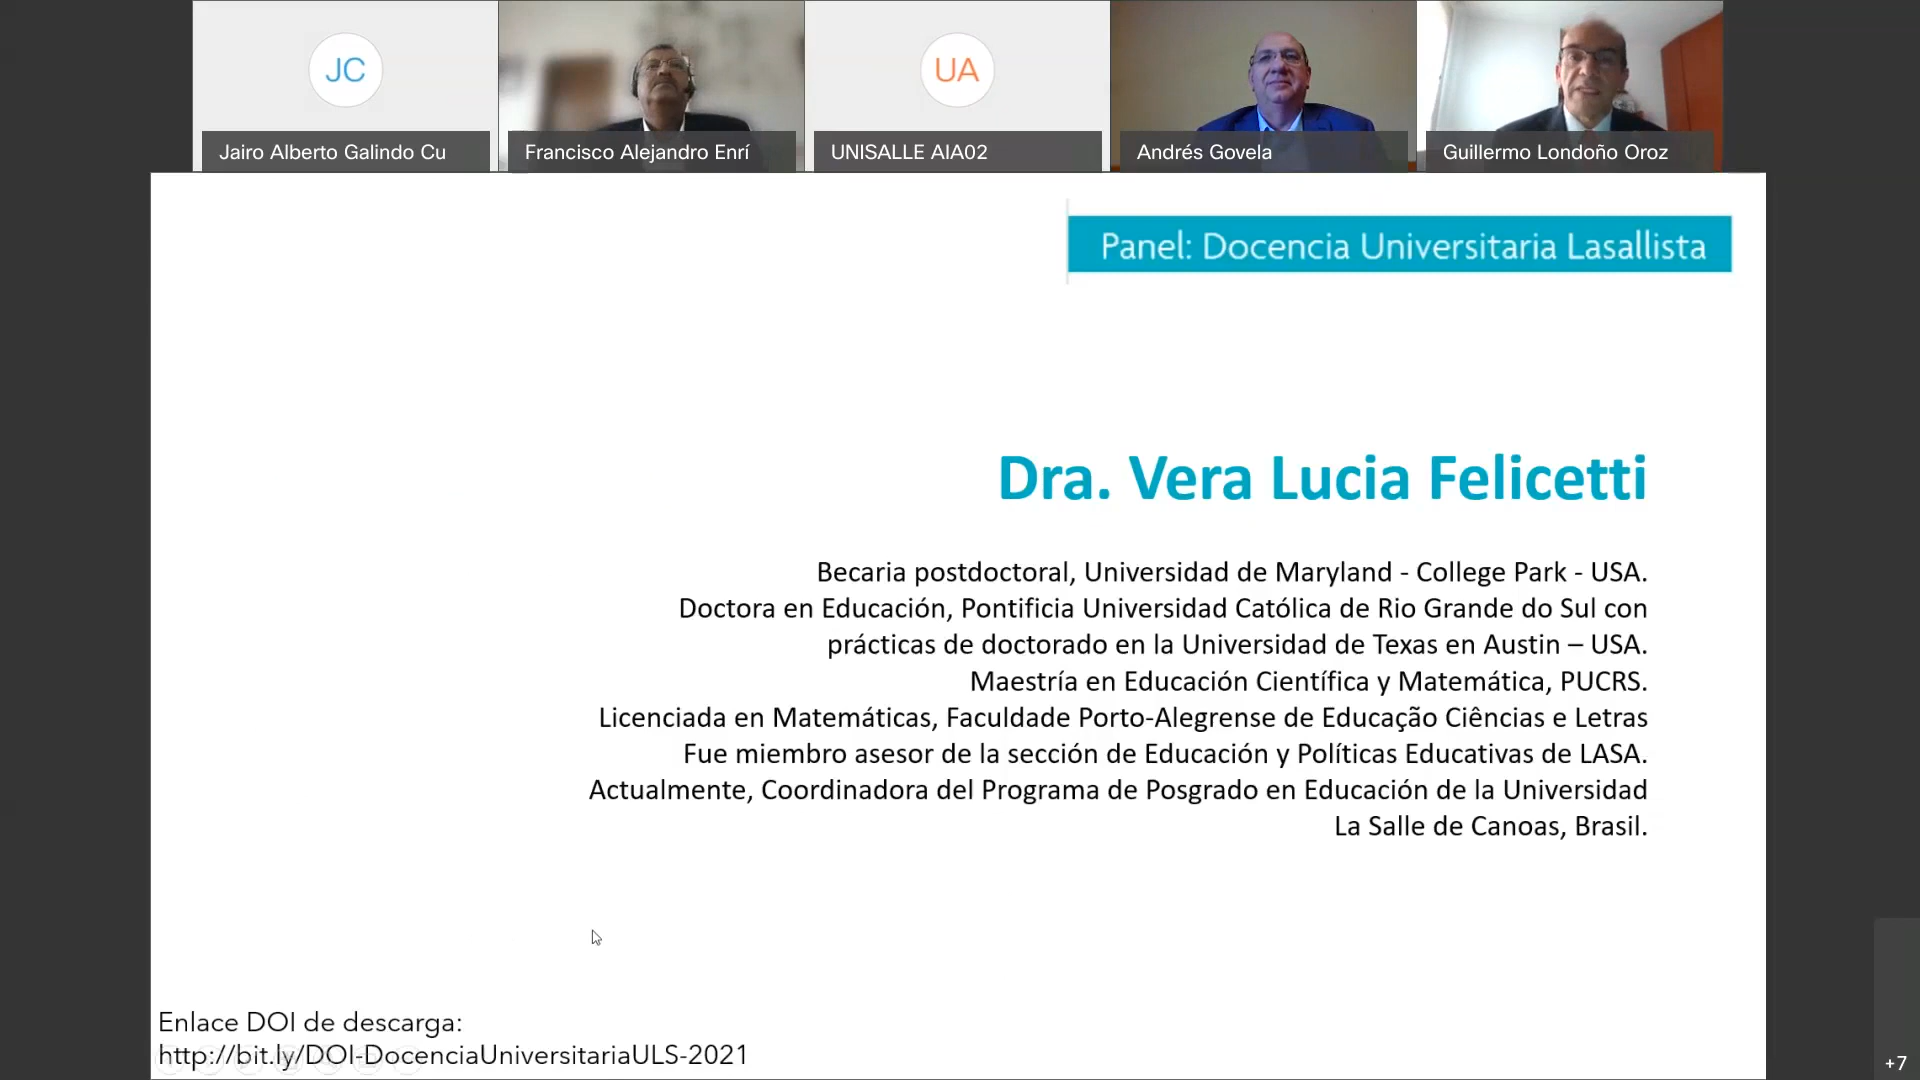 JC
UA
Jairo Alberto Galindo Cu
Francisco Alejandro Enrí
UNISALLE AIA02
Andrés Govela
Guillermo Londoño Oroz
Panel: Docencia Universitaria Lasallista
Dra. Vera Lucia Felicetti
Becaria postdoctoral, Universidad de Maryland - College Park - USA.
Doctora en Educación, Pontificia Universidad Católica de Rio Grande do Sul con
prácticas de doctorado en la Universidad de Texas en Austin – USA.
Maestría en Educación Científica y Matemática, PUCRS.
Licenciada en Matemáticas, Faculdade Porto-Alegrense de Educação Ciências e Letras
Fue miembro asesor de la sección de Educación y Políticas Educativas de LASA.
Actualmente, Coordinadora del Programa de Posgrado en Educación de la Universidad
La Salle de Canoas, Brasil.
Enlace DOI de descarga:
http://bit.ly/DOI-DocenciaUniversitariaULS-2021
+7